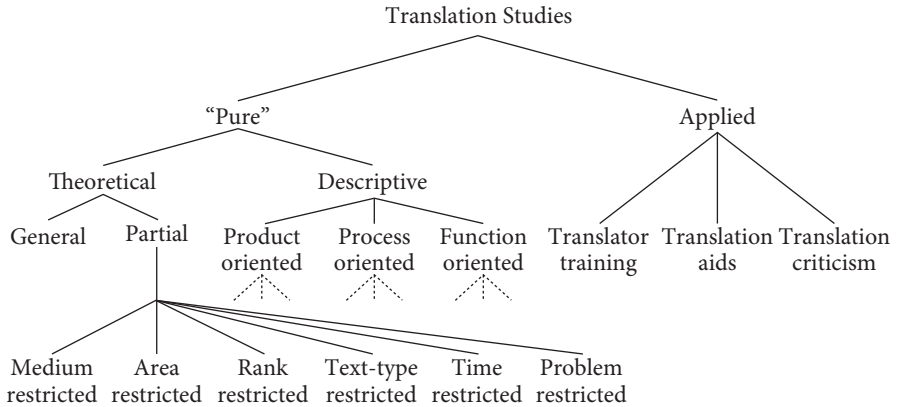 Translation Studies
“Pure”
Applied
Theoretical
Descriptive
General
Partial
Product
oriented
Process
oriented
Function
oriented
Translator
training
Translation
aids
Translation
criticism
Medium
restricted
Area
restricted
Rank
restricted
Text-type
restricted
Time
restricted
Problem
restricted